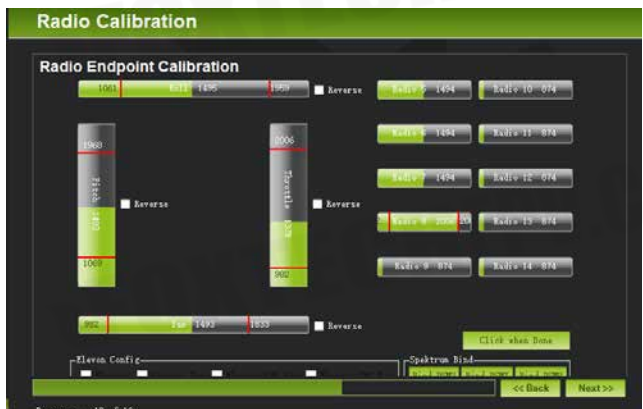 Radio Calibration
Radio Endpoint Calibration
1061 Roll 1495 1959
Reverse
Radio 5 1494
Radio 10 874
1960
Pitch
Reverse
1069
2006
Throttle
Reverse
982
Radio 6 1494
Radio 11 874
Radio 7 1494
Radio 12 874
Radio 8 2006
Radio 13 874
Radio 9 874
Radio 14 874
982 Yaw 1493 1833
Reverse
Click when Done
Elevon Config
Spektrum Bind
<< Back
Next >>